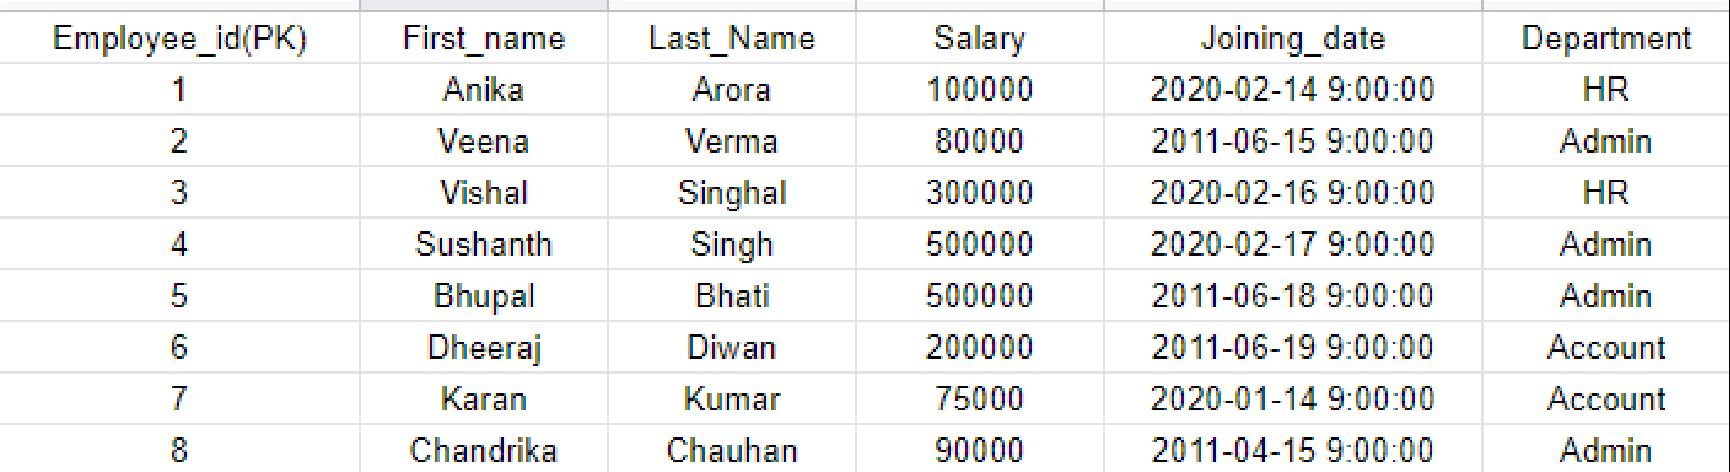 Employee_id(PK) First_name Last_Name Salary Joining_date Department
1 Anika Arora 100000 2020-02-14 9:00:00 HR
2 Veena Verma 80000 2011-06-15 9:00:00 Admin
3 Vishal Singhal 300000 2020-02-16 9:00:00 HR
4 Sushanth Singh 500000 2020-02-17 9:00:00 Admin
5 Bhupal Bhati 500000 2011-06-18 9:00:00 Admin
6 Dheeraj Diwan 200000 2011-06-19 9:00:00 Account
7 Karan Kumar 75000 2020-01-14 9:00:00 Account
8 Chandrika Chauhan 90000 2011-04-15 9:00:00 Admin